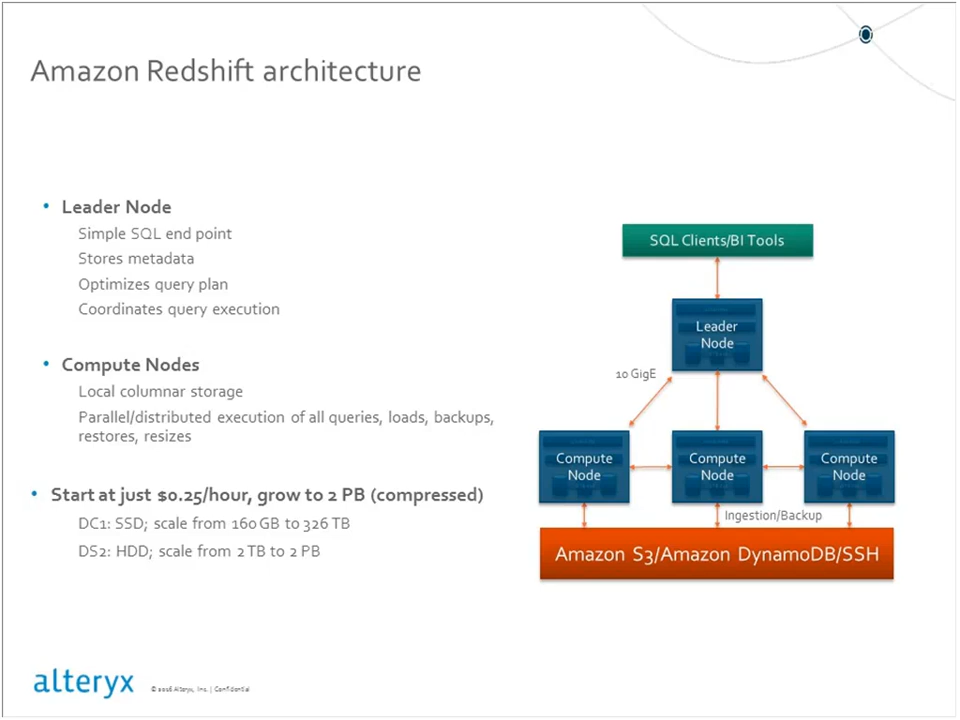 Amazon Redshift architecture
• Leader Node
Simple SQL end point
Stores metadata
Optimizes query plan
Coordinates query execution
• Compute Nodes
Local columnar storage
Parallel/distributed execution of all queries, loads, backups,
restores, resizes
• Start at just $0.25/hour, grow to 2 PB (compressed)
DC1: SSD; scale from 160 GB to 326 TB
DS2: HDD; scale from 2 TB to 2 PB
SQL Clients/BI Tools
Leader
Node
10 GigE
Compute
Node
Compute
Node
Compute
Node
Ingestion/Backup
Amazon S3/Amazon DynamoDB/SSH
alteryx
© 2016 Alteryx, Inc. | Confidential